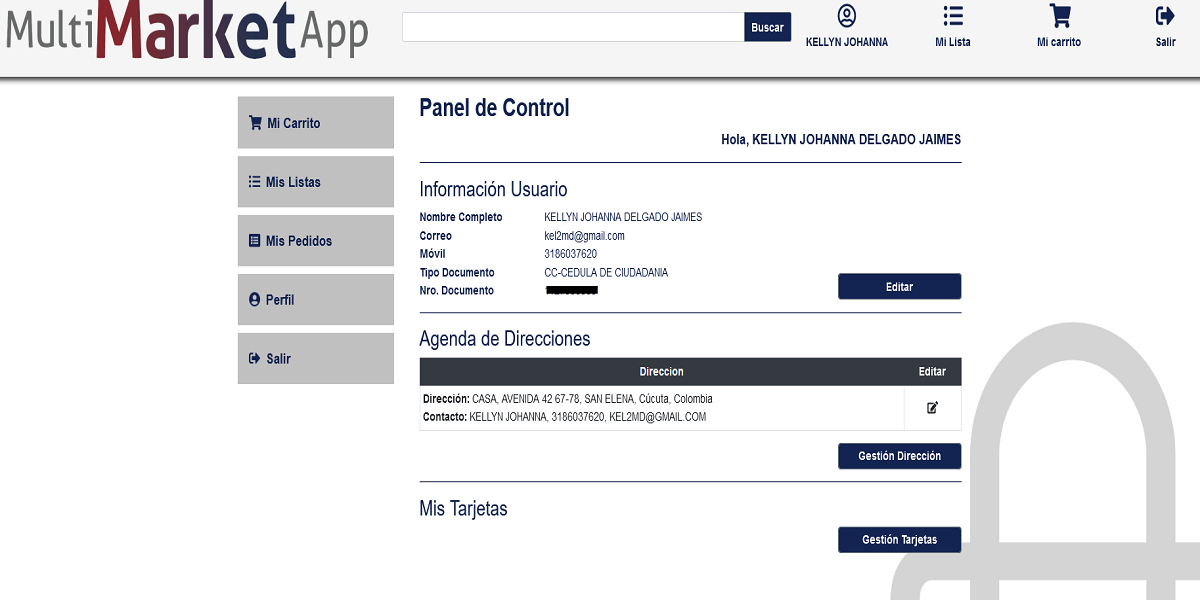 MultiMarketApp
Buscar
KELLYN JOHANNA
Mi Lista
Mi carrito
Salir
Mi Carrito
Mis Listas
Mis Pedidos
Perfil
Salir
Panel de Control
Hola, KELLYN JOHANNA DELGADO JAIMES
Información Usuario
Nombre Completo KELLYN JOHANNA DELGADO JAIMES
Correo kel2md@gmail.com
Móvil 3186037620
Tipo Documento CC-CEDULA DE CIUDADANIA
Nro. Documento
Editar
Agenda de Direcciones
Direccion Editar
Dirección: CASA, AVENIDA 42 67-78, SAN ELENA, Cúcuta, Colombia
Contacto: KELLYN JOHANNA, 3186037620, KEL2MD@GMAIL.COM
Gestión Dirección
Mis Tarjetas
Gestión Tarjetas